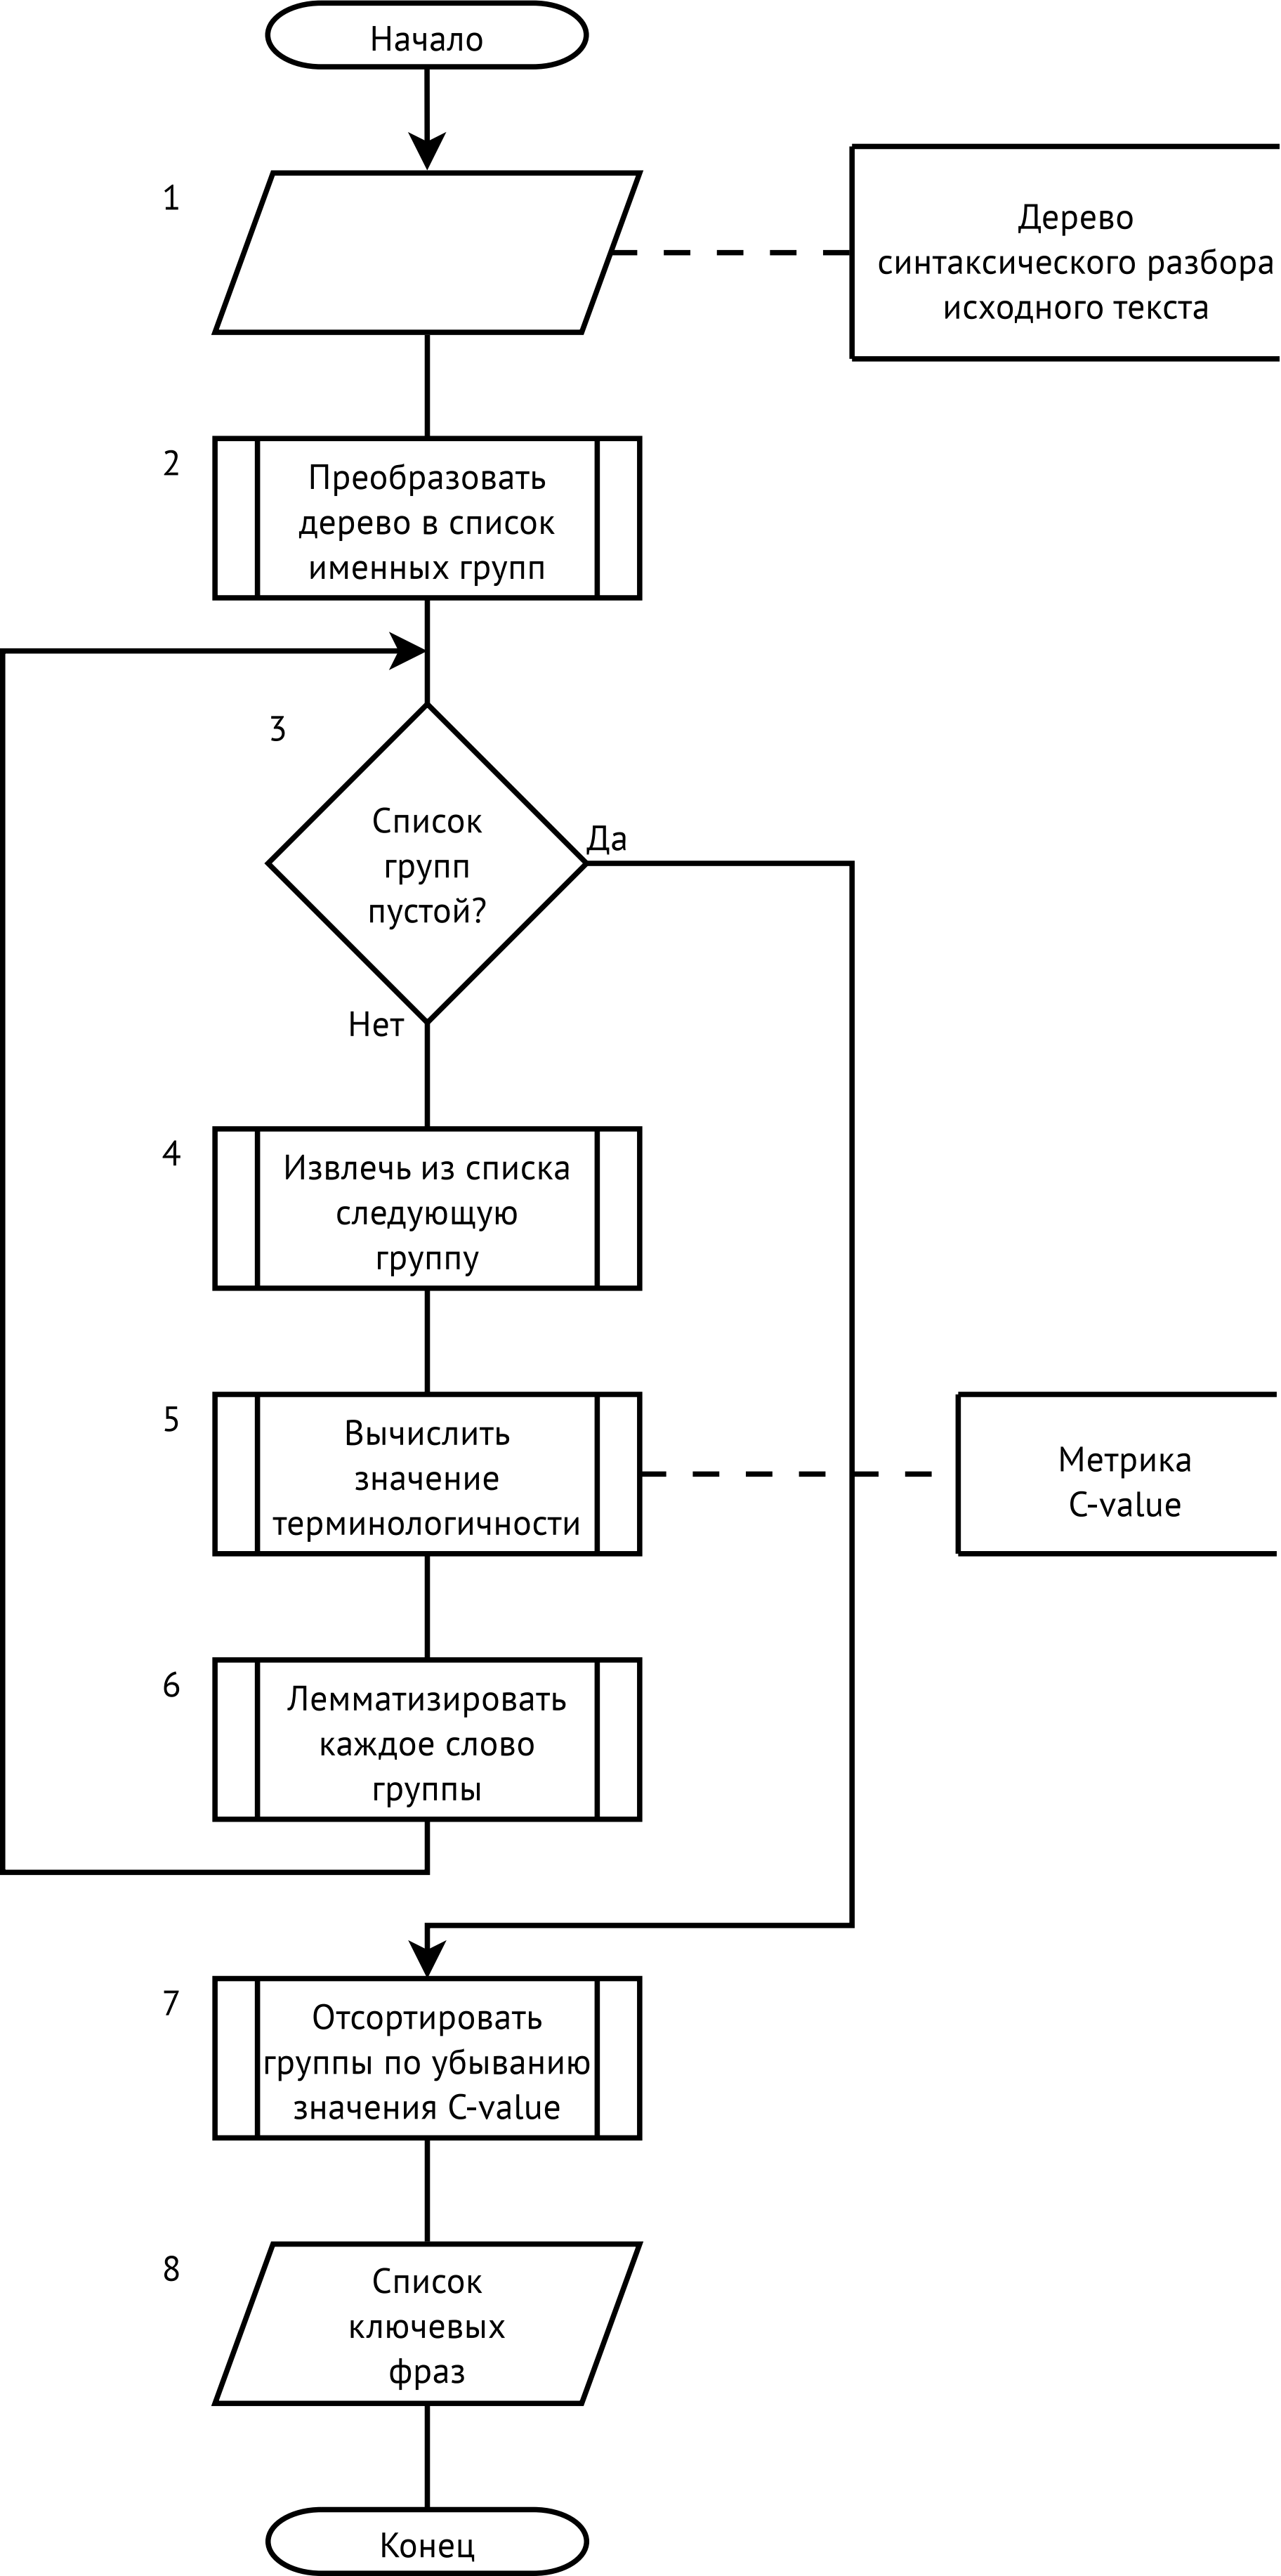 Начало
1
Дерево
синтаксического разбора
исходного текста
2
Преобразовать
дерево в список
именных групп
3
Список
групп
пустой?
Да
Нет
4
Извлечь из списка
следующую
группу
5
Вычислить
значение
терминологичности
Метрика
C-value
6
Лемматизировать
каждое слово
группы
7
Отсортировать
группы по убыванию
значения C-value
8
Список
ключевых
фраз
Конец